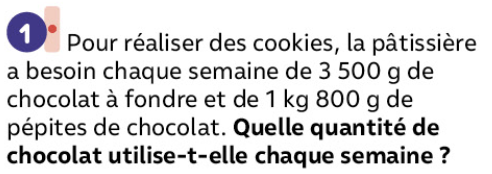 1 Pour réaliser des cookies, la pâtissière
a besoin chaque semaine de 3 500 g de
chocolat à fondre et de 1 kg 800 g de
pépites de chocolat. Quelle quantité de
chocolat utilise-t-elle chaque semaine ?